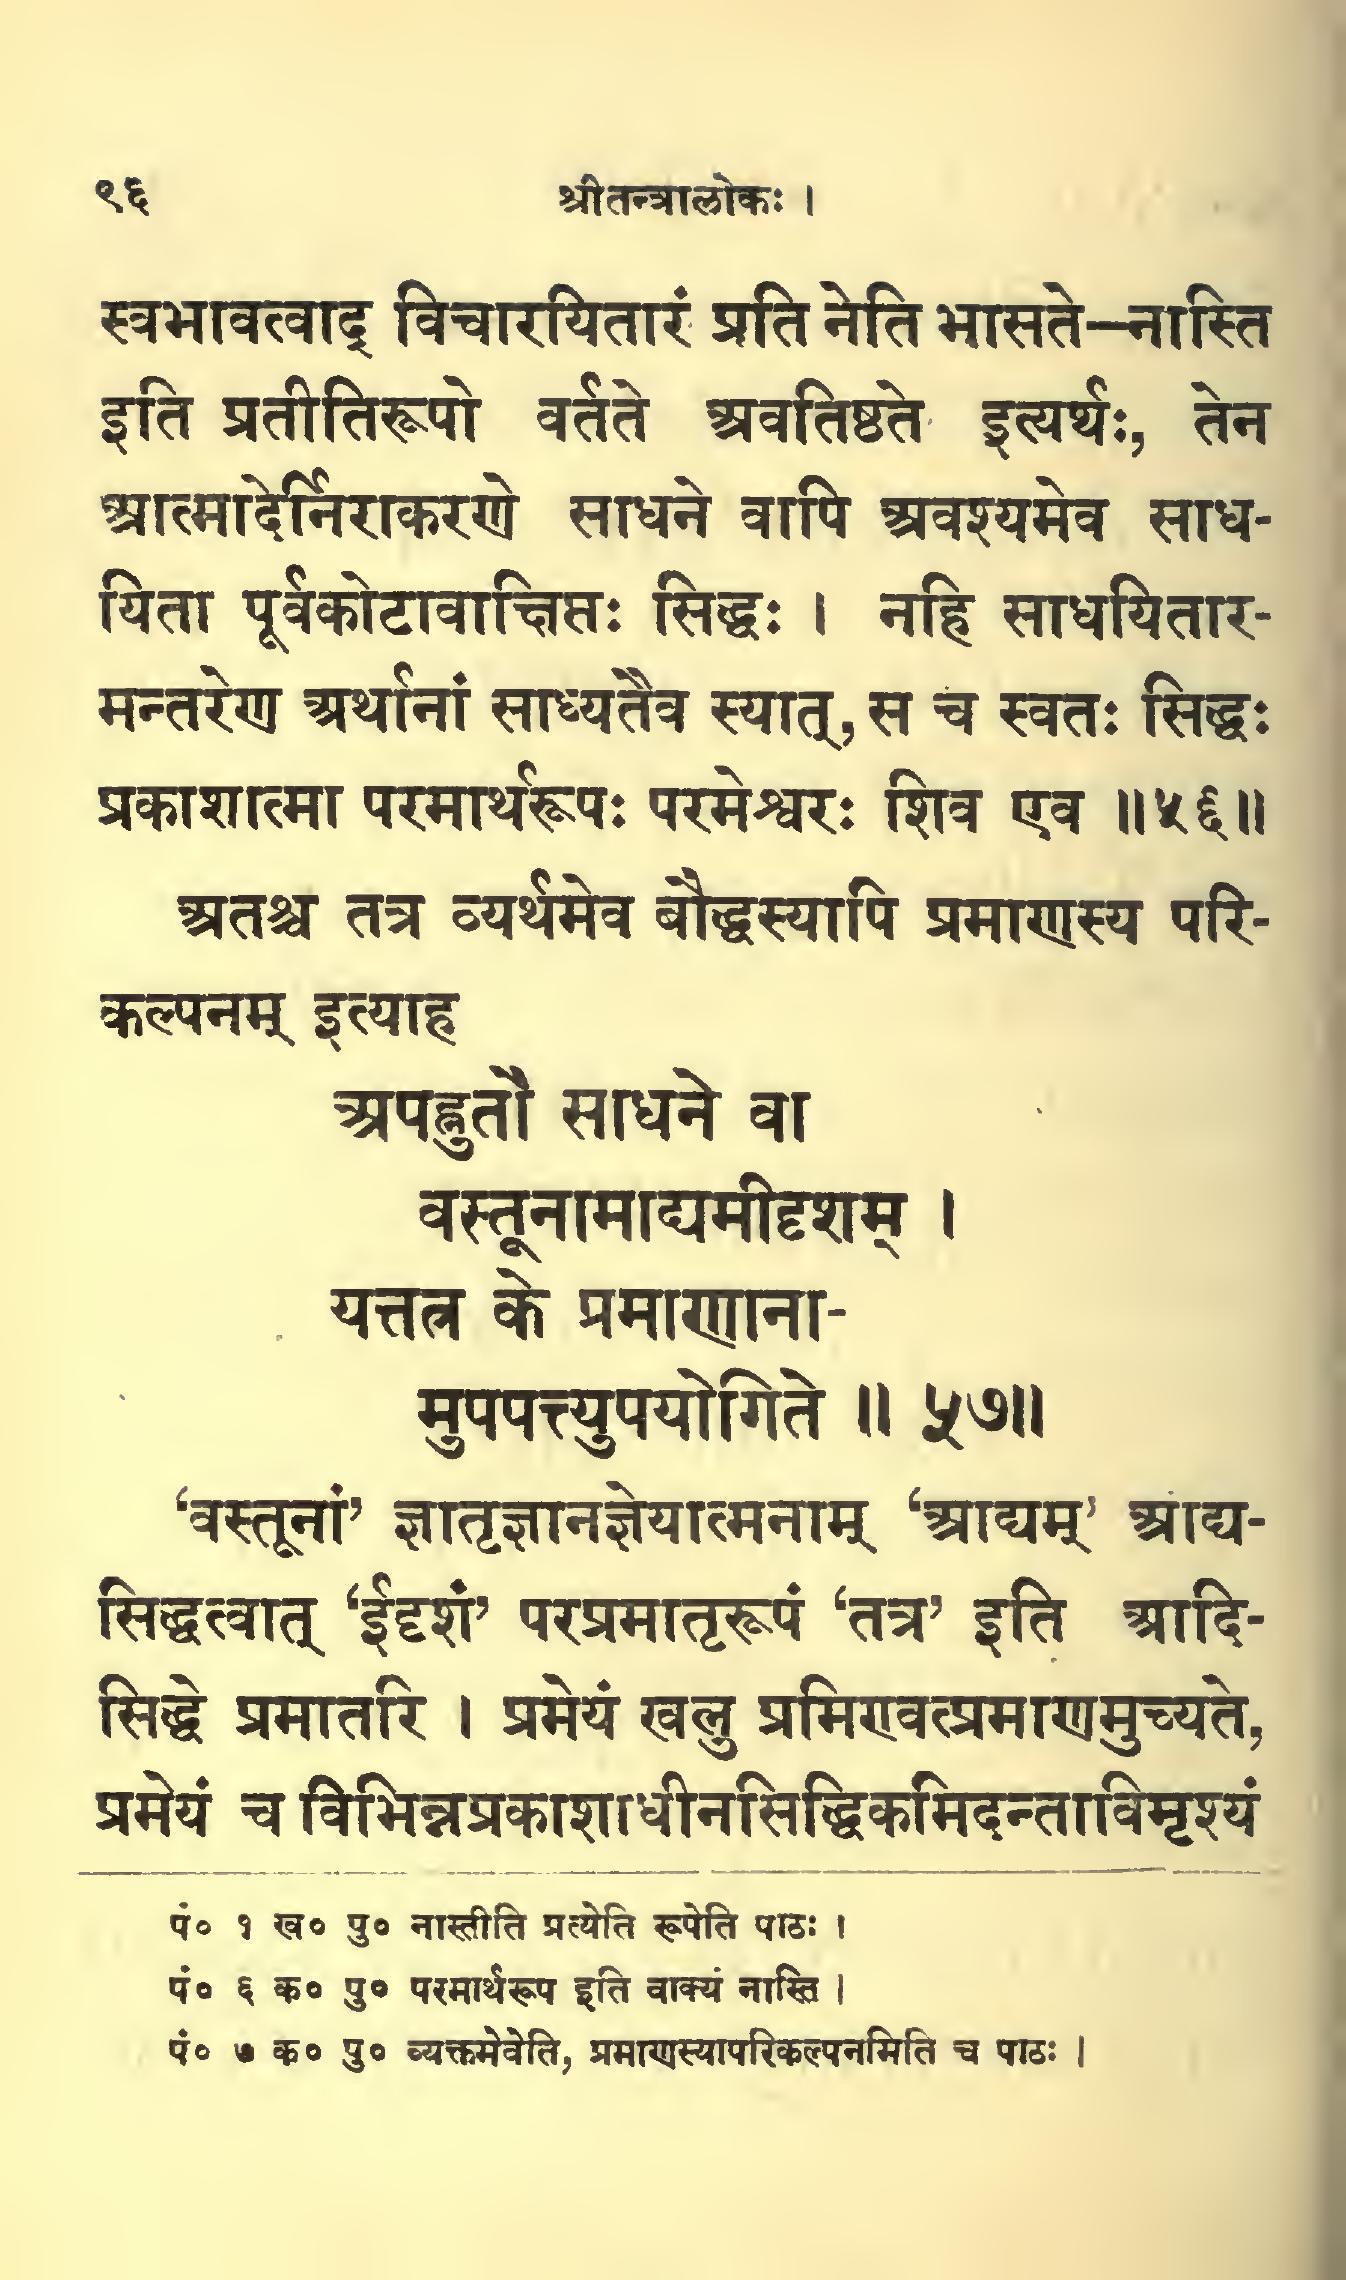 ९६ श्रीतन्त्रालोकः ।
स्वभावत्वाद् विचारयितारं प्रति नेति भासते—नास्ति
इति प्रतीतिरूपो वर्तते अवतिष्ठते इत्यर्थः, तेन
आत्मादेर्निराकरणे साधने वापि अवश्यमेव साध-
यिता पूर्वकोटावाक्षिप्तः सिद्धः । नहि साधयितार-
मन्तरेण अर्थानां साध्यतैव स्यात्, स च स्वतः सिद्धः
प्रकाशात्मा परमार्थरूपः परमेश्वरः शिव एव ॥५६॥
अतश्च तत्र व्यर्थमेव बौद्धस्यापि प्रमाणस्य परि-
कल्पनम् इत्याह
अपह्नुतौ साधने वा
वस्तूनामाद्यमीदृशम् ।
यत्तत्र के प्रमाणाना-
मुपपत्त्युपयोगिते ॥ ५७॥
‘वस्तूनां’ ज्ञातृज्ञानज्ञेयात्मनाम् ‘आद्यम्’ आद्य-
सिद्धत्वात् ‘ईदृशं’ परप्रमातृरूपं ‘तत्र’ इति आदि-
सिद्धे प्रमातरि । प्रमेयं खलु प्रमिण्वत्प्रमाणमुच्यते,
प्रमेयं च विभिन्नप्रकाशाधीनसिद्धिकमिदन्ताविमृश्यं
पं० १ ख० पु० नास्तीति प्रत्येति रूपेति पाठः ।
पं० ६ क० पु० परमार्थरूप इति वाक्यं नास्ति ।
पं० ७ क० पु० व्यक्तमेवेति, प्रमाणस्यापरिकल्पनमिति च पाठः ।